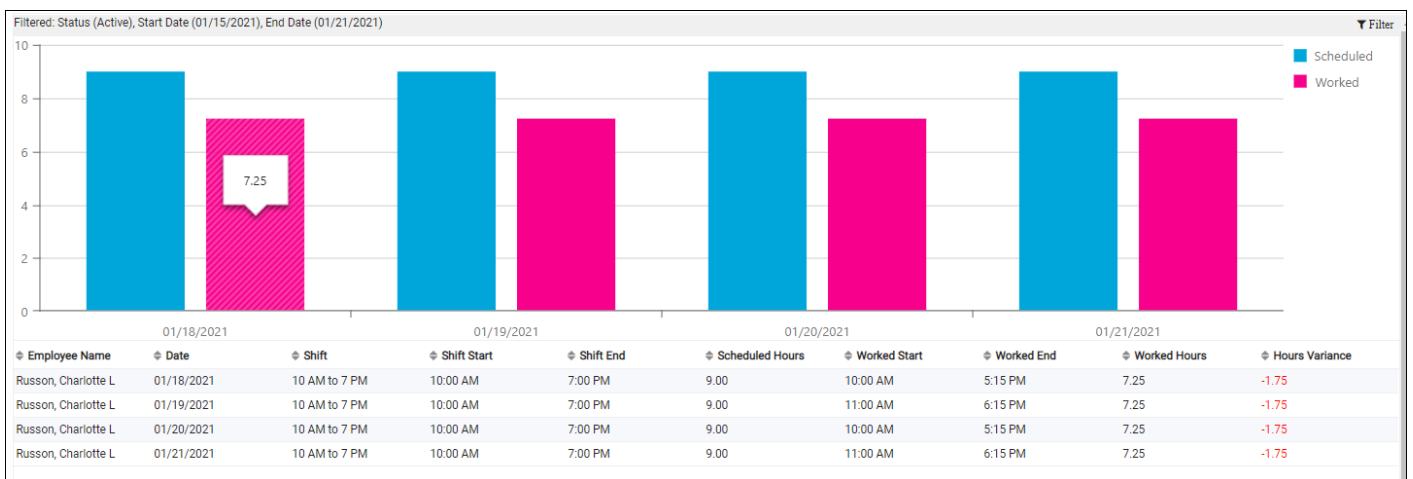 Filtered: Status (Active), Start Date (01/15/2021), End Date (01/21/2021) Filter
10
8
6
4
2
0
7.25
Scheduled
Worked
01/18/2021 01/19/2021 01/20/2021 01/21/2021
Employee Name Date Shift Shift Start Shift End Scheduled Hours Worked Start Worked End Worked Hours Hours Variance
Russon, Charlotte L 01/18/2021 10 AM to 7 PM 10:00 AM 7:00 PM 9.00 10:00 AM 5:15 PM 7.25 -1.75
Russon, Charlotte L 01/19/2021 10 AM to 7 PM 10:00 AM 7:00 PM 9.00 11:00 AM 6:15 PM 7.25 -1.75
Russon, Charlotte L 01/20/2021 10 AM to 7 PM 10:00 AM 7:00 PM 9.00 10:00 AM 5:15 PM 7.25 -1.75
Russon, Charlotte L 01/21/2021 10 AM to 7 PM 10:00 AM 7:00 PM 9.00 11:00 AM 6:15 PM 7.25 -1.75